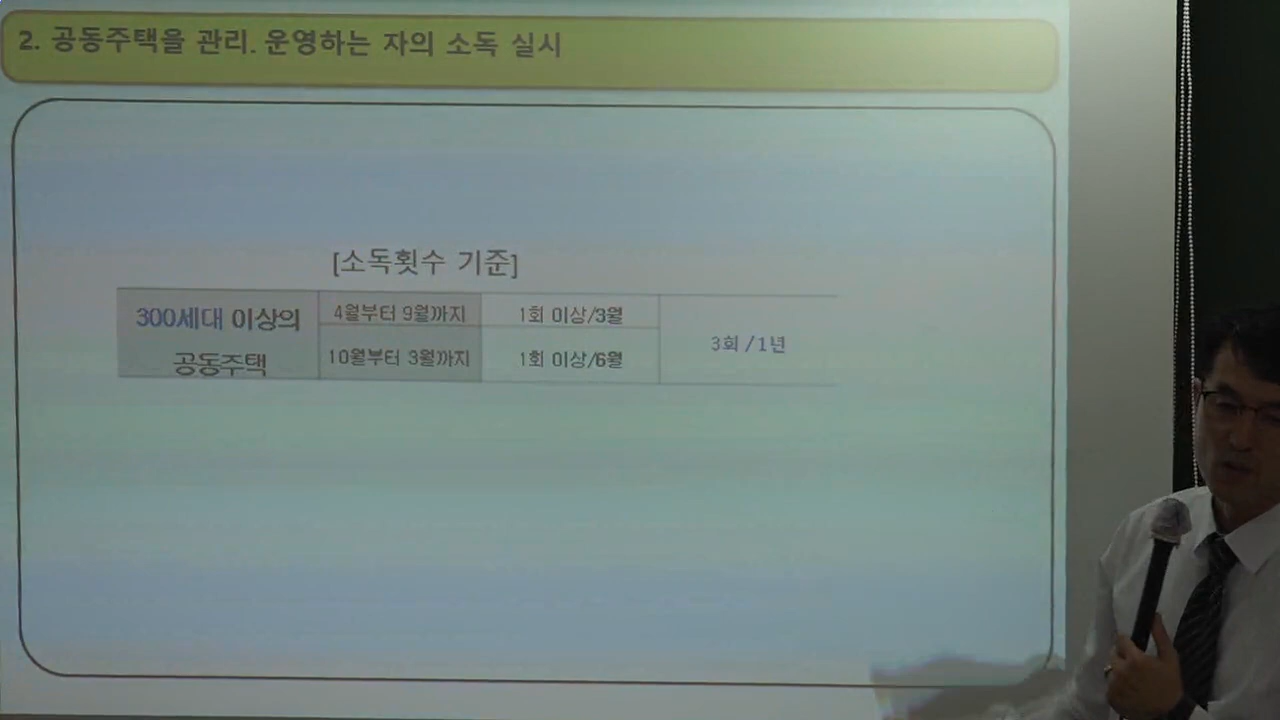 2. 공동주택을 관리. 운영하는 자의 소독 실시
[소독횟수 기준]
300세대 이상의
공동주택
4월부터 9월까지
1회 이상/3월
10월부터 3월까지
1회 이상/6월
3회 /1년